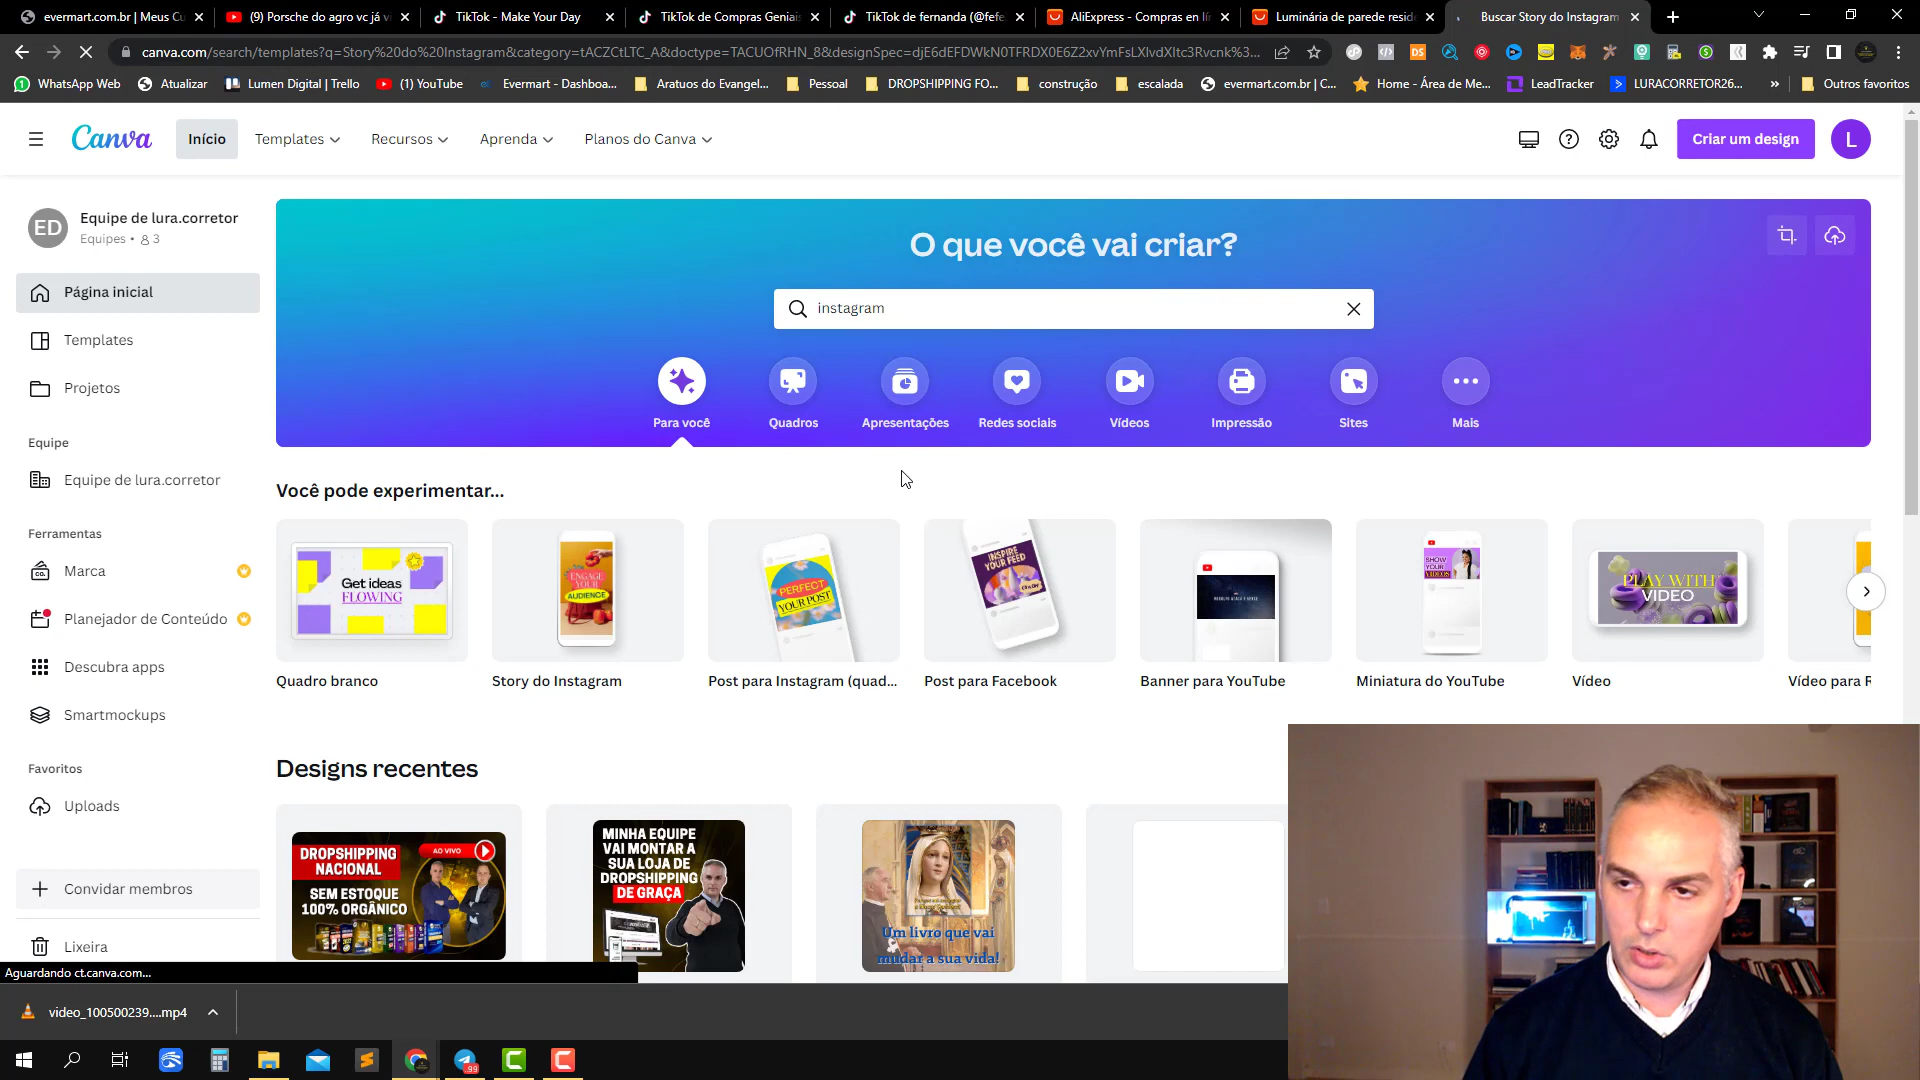 evermart.com.br | Meus Cu
(9) Porsche do agro vc já v
TikTok - Make Your Day
TikTok de Compras Geniais
TikTok de fernanda (@fefe
AliExpress - Compras en lín
Luminária de parede reside
Buscar Story do Instagram
canva.com/search/templates?q=Story%20do%20Instagram&category=tACZCtLTC_A&doctype=TACUOfRHN_8&designSpec=djE6dEFDWkN0TFRDX0E6Z2xvYmFsLXlvdXItc3Rvcnk%3...
WhatsApp Web
Atualizar
Lumen Digital | Trello
(1) YouTube
Evermart - Dashboa...
Aratuos do Evangel...
Pessoal
DROPSHIPPING FO...
construção
escalada
evermart.com.br | C...
Home - Área de Me...
LeadTracker
LURACORRETOR26...
»
Outros favoritos
Canva
Início
Templates
Recursos
Aprenda
Planos do Canva
Criar um design
L
ED
Equipe de lura.corretor
Equipes • 3
Página inicial
Templates
Projetos
Equipe
Equipe de lura.corretor
Ferramentas
Marca
Planejador de Conteúdo
Descubra apps
Smartmockups
Favoritos
Uploads
Convidar membros
Lixeira
O que você vai criar?
instagram
Para você
Quadros
Apresentações
Redes sociais
Vídeos
Impressão
Sites
Mais
Você pode experimentar...
Get ideas
FLOWING
ENGAGE
YOUR
AUDIENCE
PERFECT
YOUR POST
INSPIRE
YOUR FEED
SHOW
YOUR
VIDEOS
PLAY WITH
VIDEO
Quadro branco
Story do Instagram
Post para Instagram (quad...
Post para Facebook
Banner para YouTube
Miniatura do YouTube
Vídeo
Vídeo para R
Designs recentes
DROPSHIPPING
NACIONAL
AO VIVO
SEM ESTOQUE
100% ORGÂNICO
MINHA EQUIPE
VAI MONTAR A
SUA LOJA DE
DROPSHIPPING
DE GRAÇA
Um livro que vai
mudar a sua vida!
Aguardando ct.canva.com...
video_100500239....mp4
99